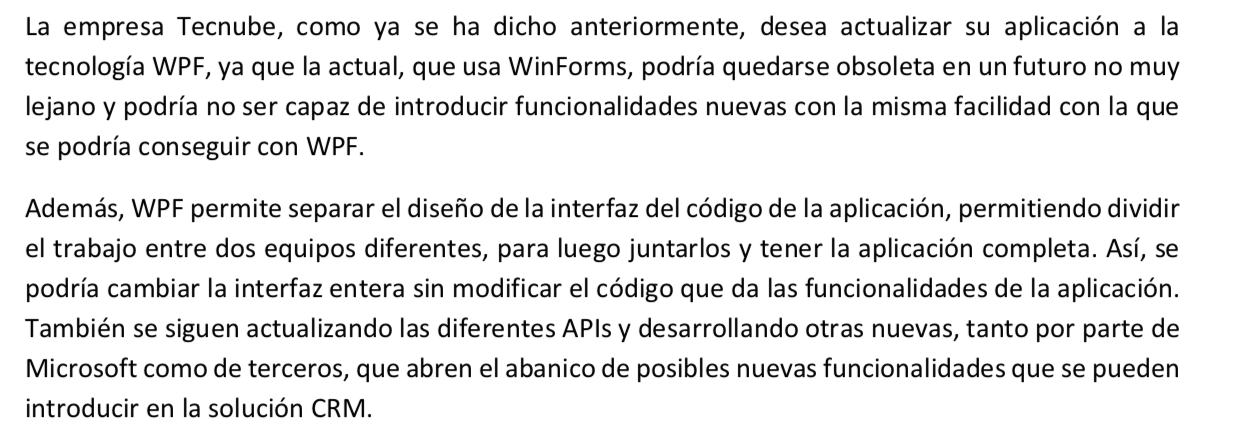 La empresa Tecnube, como ya se ha dicho anteriormente, desea actualizar su aplicación a la
tecnología WPF, ya que la actual, que usa WinForms, podría quedarse obsoleta en un futuro no muy
lejano y podría no ser capaz de introducir funcionalidades nuevas con la misma facilidad con la que
se podría conseguir con WPF.
Además, WPF permite separar el diseño de la interfaz del código de la aplicación, permitiendo dividir
el trabajo entre dos equipos diferentes, para luego juntarlos y tener la aplicación completa. Así, se
podría cambiar la interfaz entera sin modificar el código que da las funcionalidades de la aplicación.
También se siguen actualizando las diferentes APIs y desarrollando otras nuevas, tanto por parte de
Microsoft como de terceros, que abren el abanico de posibles nuevas funcionalidades que se pueden
introducir en la solución CRM.